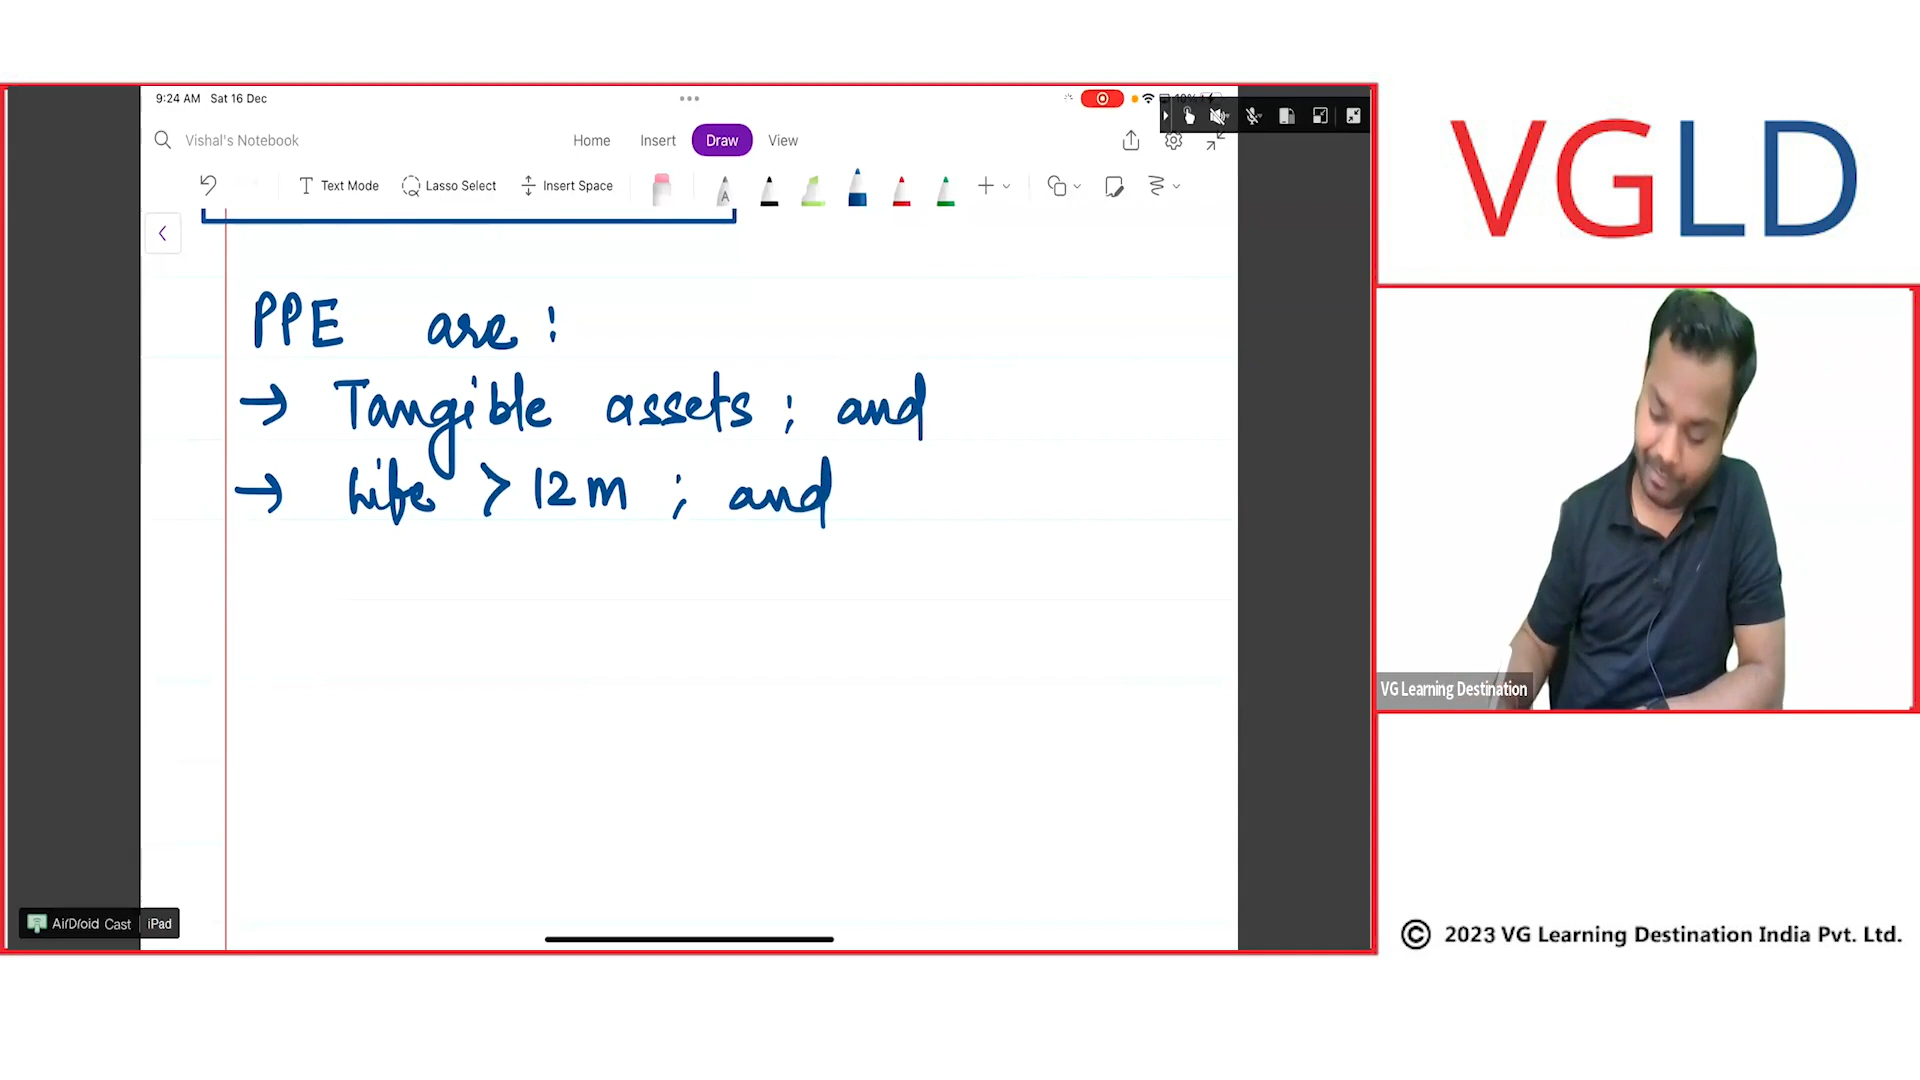 9:24 AM Sat 16 Dec
Vishal's Notebook
Home Insert Draw View
Text Mode Lasso Select Insert Space
PPE are :
→ Tangible assets ; and
→ Life > 12m ; and
AirDroid Cast iPad
VGLD
VG Learning Destination
© 2023 VG Learning Destination India Pvt. Ltd.